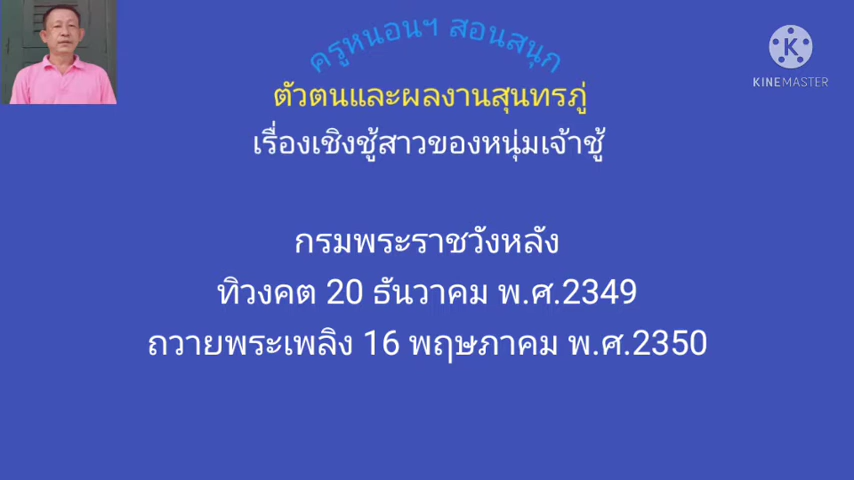 ครูหนอนฯ สอนสนุก
ตัวตนและผลงานสุนทรภู่
เรื่องเชิงชู้สาวของหนุ่มเจ้าชู้
กรมพระราชวังหลัง
ทิวงคต 20 ธันวาคม พ.ศ.2349
ถวายพระเพลิง 16 พฤษภาคม พ.ศ.2350
K
KINEMASTER